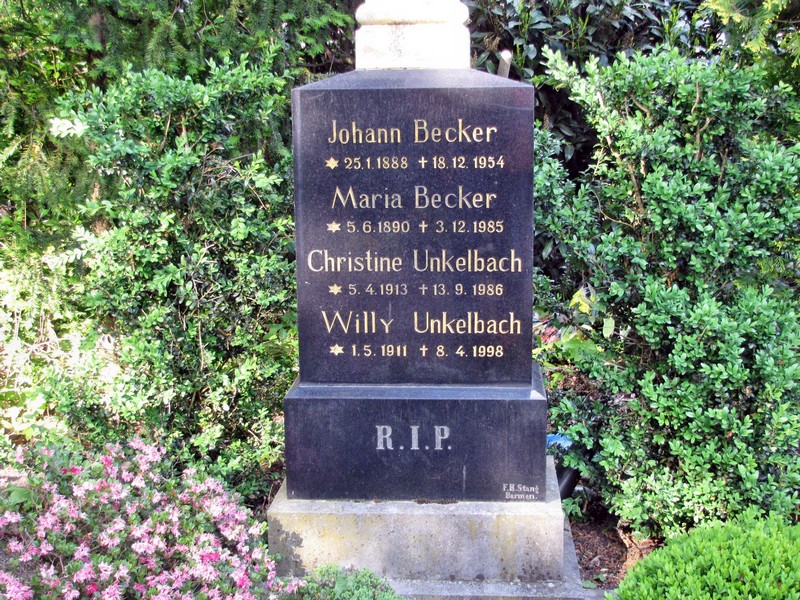 Johann Becker
✶ 25.1.1888 ✝ 18.12.1954
Maria Becker
✶ 5.6.1890 ✝ 3.12.1985
Christine Unkelbach
✶ 5.4.1913 ✝ 13.9.1986
Willy Unkelbach
✶ 1.5.1911 ✝ 8.4.1998
R.I.P.
F.H.
Barmen.